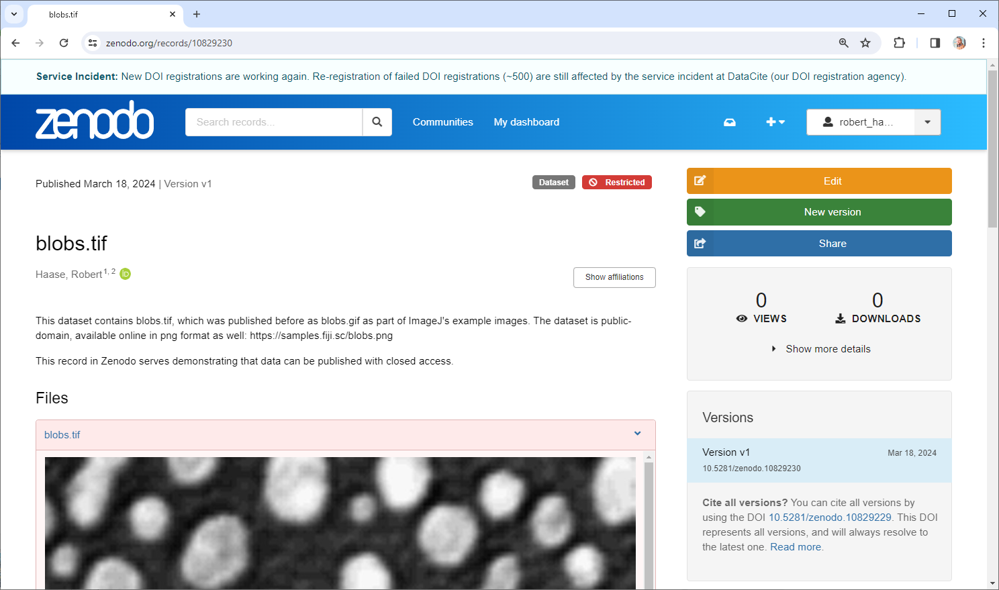 blobs.tif
zenodo.org/records/10829230
Service Incident: New DOI registrations are working again. Re-registration of failed DOI registrations (~500) are still affected by the service incident at DataCite (our DOI registration agency).
zenodo
Search records...
Communities
My dashboard
robert_ha...
Published March 18, 2024 | Version v1
Dataset
Restricted
blobs.tif
Haase, Robert 1, 2
iD
Show affiliations
This dataset contains blobs.tif, which was published before as blobs.gif as part of ImageJ's example images. The dataset is public-
domain, available online in png format as well: https://samples.fiji.sc/blobs.png
This record in Zenodo serves demonstrating that data can be published with closed access.
Files
blobs.tif
Edit
New version
Share
0
VIEWS
0
DOWNLOADS
Show more details
Versions
Version v1
Mar 18, 2024
10.5281/zenodo.10829230
Cite all versions? You can cite all versions by
using the DOI 10.5281/zenodo.10829229. This DOI
represents all versions, and will always resolve to
the latest one. Read more.